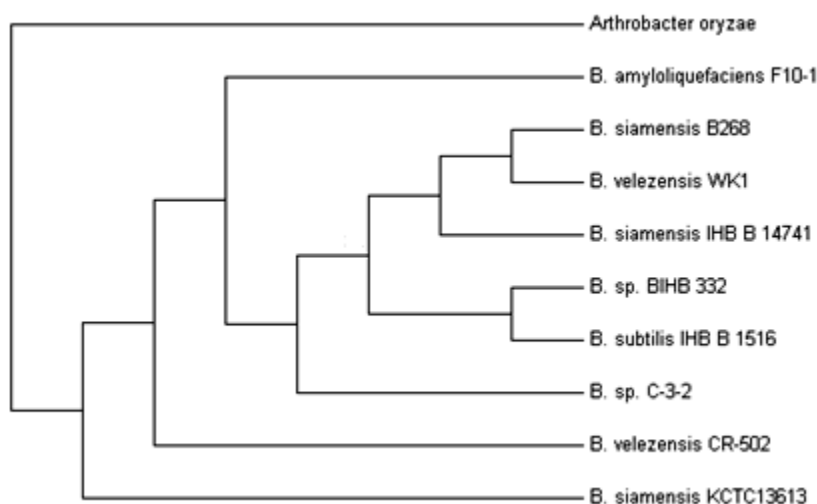 Arthrobacter oryzae
B. amyloliquefaciens F10-1
B. siamensis B268
B. velezensis WK1
B. siamensis IHB B 14741
B. sp. BIHB 332
B. subtilis IHB B 1516
B. sp. C-3-2
B. velezensis CR-502
B. siamensis KCTC13613